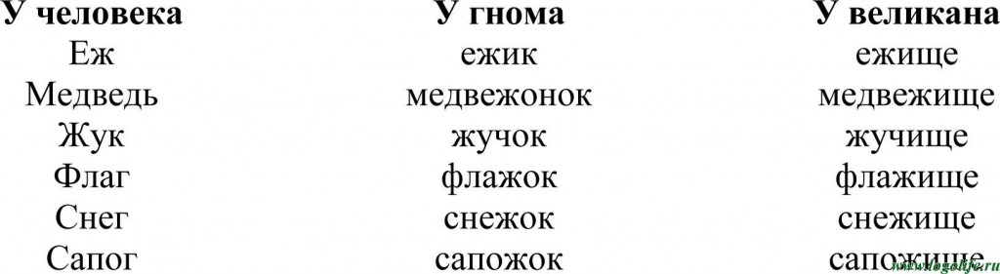 У человека У гнома У великана
Еж ежик ежище
Медведь медвежонок медвежище
Жук жучок жучище
Флаг флажок флажище
Снег снежок снежище
Сапог сапожок сапожище
www.logolife.ru